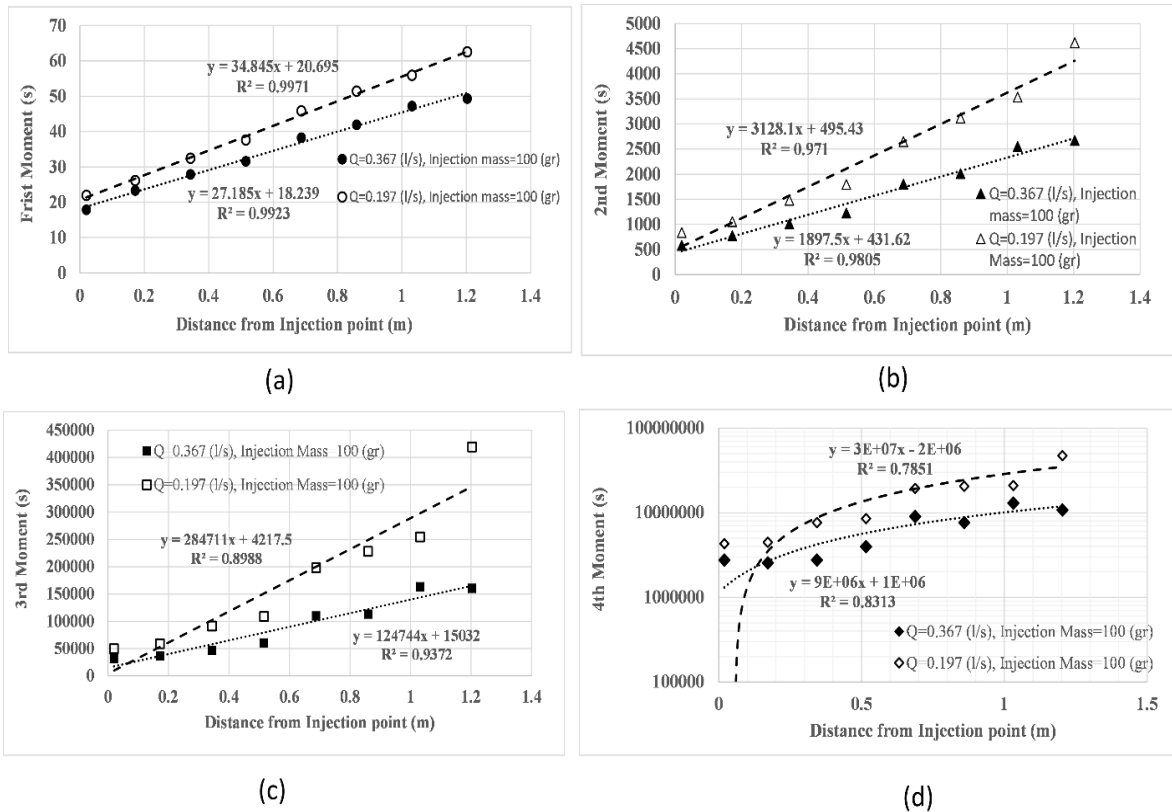 (a)
Frist Moment (s)
70
60
50
40
30
20
10
0
y = 34.845x + 20.695
R² = 0.9971
Q=0.367 (l/s), Injection mass=100 (gr)
Q=0.197 (l/s), Injection mass=100 (gr)
y = 27.185x + 18.239
R² = 0.9923
0 0.2 0.4 0.6 0.8 1 1.2 1.4
Distance from Injection point (m)
(b)
2nd Moment (s)
5000
4500
4000
3500
3000
2500
2000
1500
1000
500
0
y = 3128.1x + 495.43
R² = 0.971
Q=0.367 (l/s), Injection
mass=100 (gr)
Q=0.197 (l/s), Injection
Mass=100 (gr)
y = 1897.5x + 431.62
R² = 0.9805
0 0.2 0.4 0.6 0.8 1 1.2 1.4
Distance from Injection point (m)
(c)
3rd Moment (s)
450000
400000
350000
300000
250000
200000
150000
100000
50000
0
Q 0.367 (l/s), Injection Mass 100 (gr)
Q=0.197 (l/s), Injection Mass=100 (gr)
y = 284711x + 4217.5
R² = 0.8988
y = 124744x + 15032
R² = 0.9372
0 0.2 0.4 0.6 0.8 1 1.2 1.4
Distance from Injection point (m)
(d)
4th Moment (s)
100000000
10000000
1000000
100000
y = 3E+07x - 2E+06
R² = 0.7851
y = 9E+06x + 1E+06
R² = 0.8313
Q=0.367 (l/s), Injection Mass=100 (gr)
Q=0.197 (l/s), Injection Mass=100 (gr)
0 0.5 1 1.5
Distance from Injection point (m)